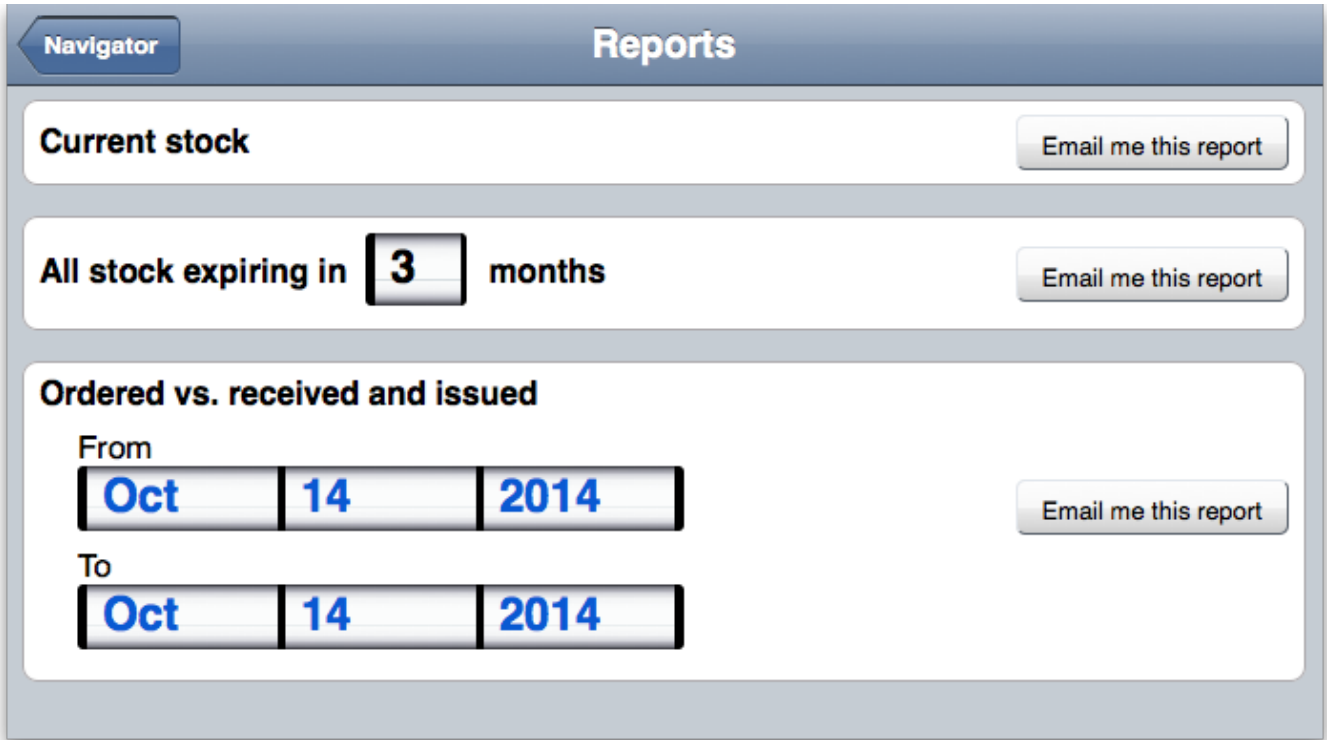 Navigator
Reports
Current stock
Email me this report
All stock expiring in 3 months
Email me this report
Ordered vs. received and issued
From
Oct 14 2014
Email me this report
To
Oct 14 2014